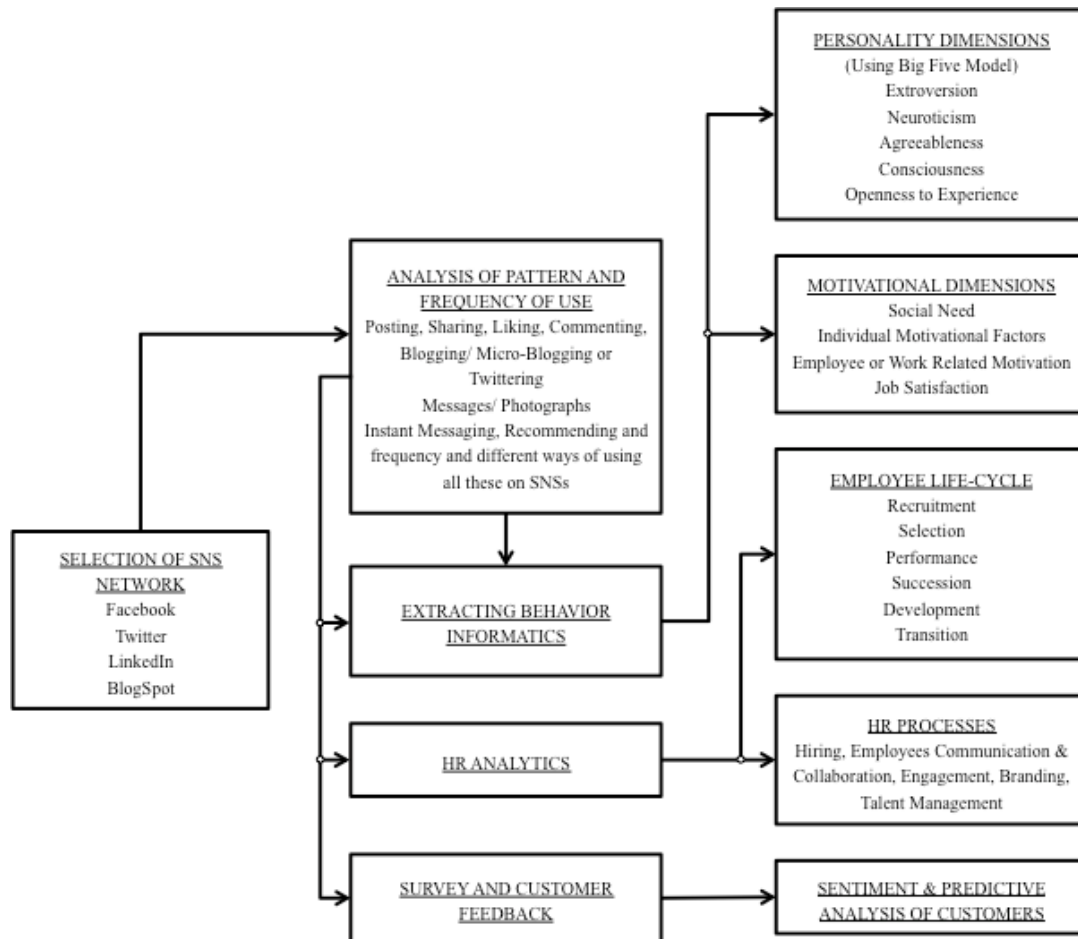 SELECTION OF SNS
NETWORK
Facebook
Twitter
LinkedIn
BlogSpot
ANALYSIS OF PATTERN AND
FREQUENCY OF USE
Posting, Sharing, Liking, Commenting,
Blogging/ Micro-Blogging or
Twittering
Messages/ Photographs
Instant Messaging, Recommending and
frequency and different ways of using
all these on SNSs
EXTRACTING BEHAVIOR
INFORMATICS
HR ANALYTICS
SURVEY AND CUSTOMER
FEEDBACK
PERSONALITY DIMENSIONS
(Using Big Five Model)
Extroversion
Neuroticism
Agreeableness
Consciousness
Openness to Experience
MOTIVATIONAL DIMENSIONS
Social Need
Individual Motivational Factors
Employee or Work Related Motivation
Job Satisfaction
EMPLOYEE LIFE-CYCLE
Recruitment
Selection
Performance
Succession
Development
Transition
HR PROCESSES
Hiring, Employees Communication &
Collaboration, Engagement, Branding,
Talent Management
SENTIMENT & PREDICTIVE
ANALYSIS OF CUSTOMERS